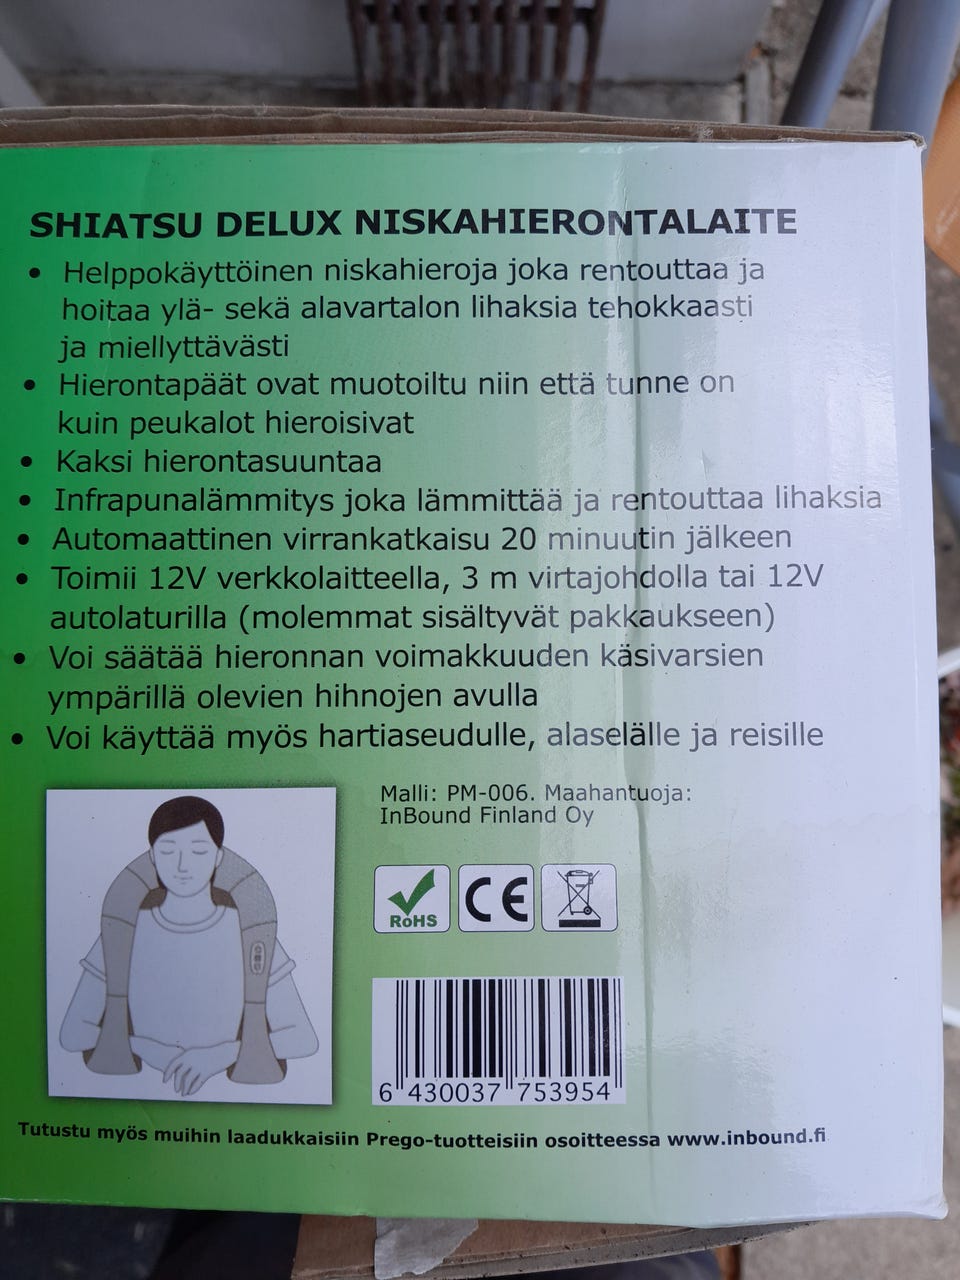 SHIATSU DELUX NISKAHIERONTALAITE
• Helppokäyttöinen niskahieroja joka rentouttaa ja
hoitaa ylä- sekä alavartalon lihaksia tehokkaasti
ja miellyttävästi
• Hierontapäät ovat muotoiltu niin että tunne on
kuin peukalot hieroisivat
• Kaksi hierontasuuntaa
• Infrapunalämmitys joka lämmittää ja rentouttaa lihaksia
• Automaattinen virrankatkaisu 20 minuutin jälkeen
• Toimii 12V verkkolaitteella, 3 m virtajohdolla tai 12V
autolaturilla (molemmat sisältyvät pakkaukseen)
• Voi säätää hieronnan voimakkuuden käsivarsien
ympärillä olevien hihnojen avulla
• Voi käyttää myös hartiaseudulle, alaselälle ja reisille
Malli: PM-006. Maahantuoja:
InBound Finland Oy
RoHS CE
6 430037 753954
Tutustu myös muihin laadukkaisiin Prego-tuotteisiin osoitteessa www.inbound.fi